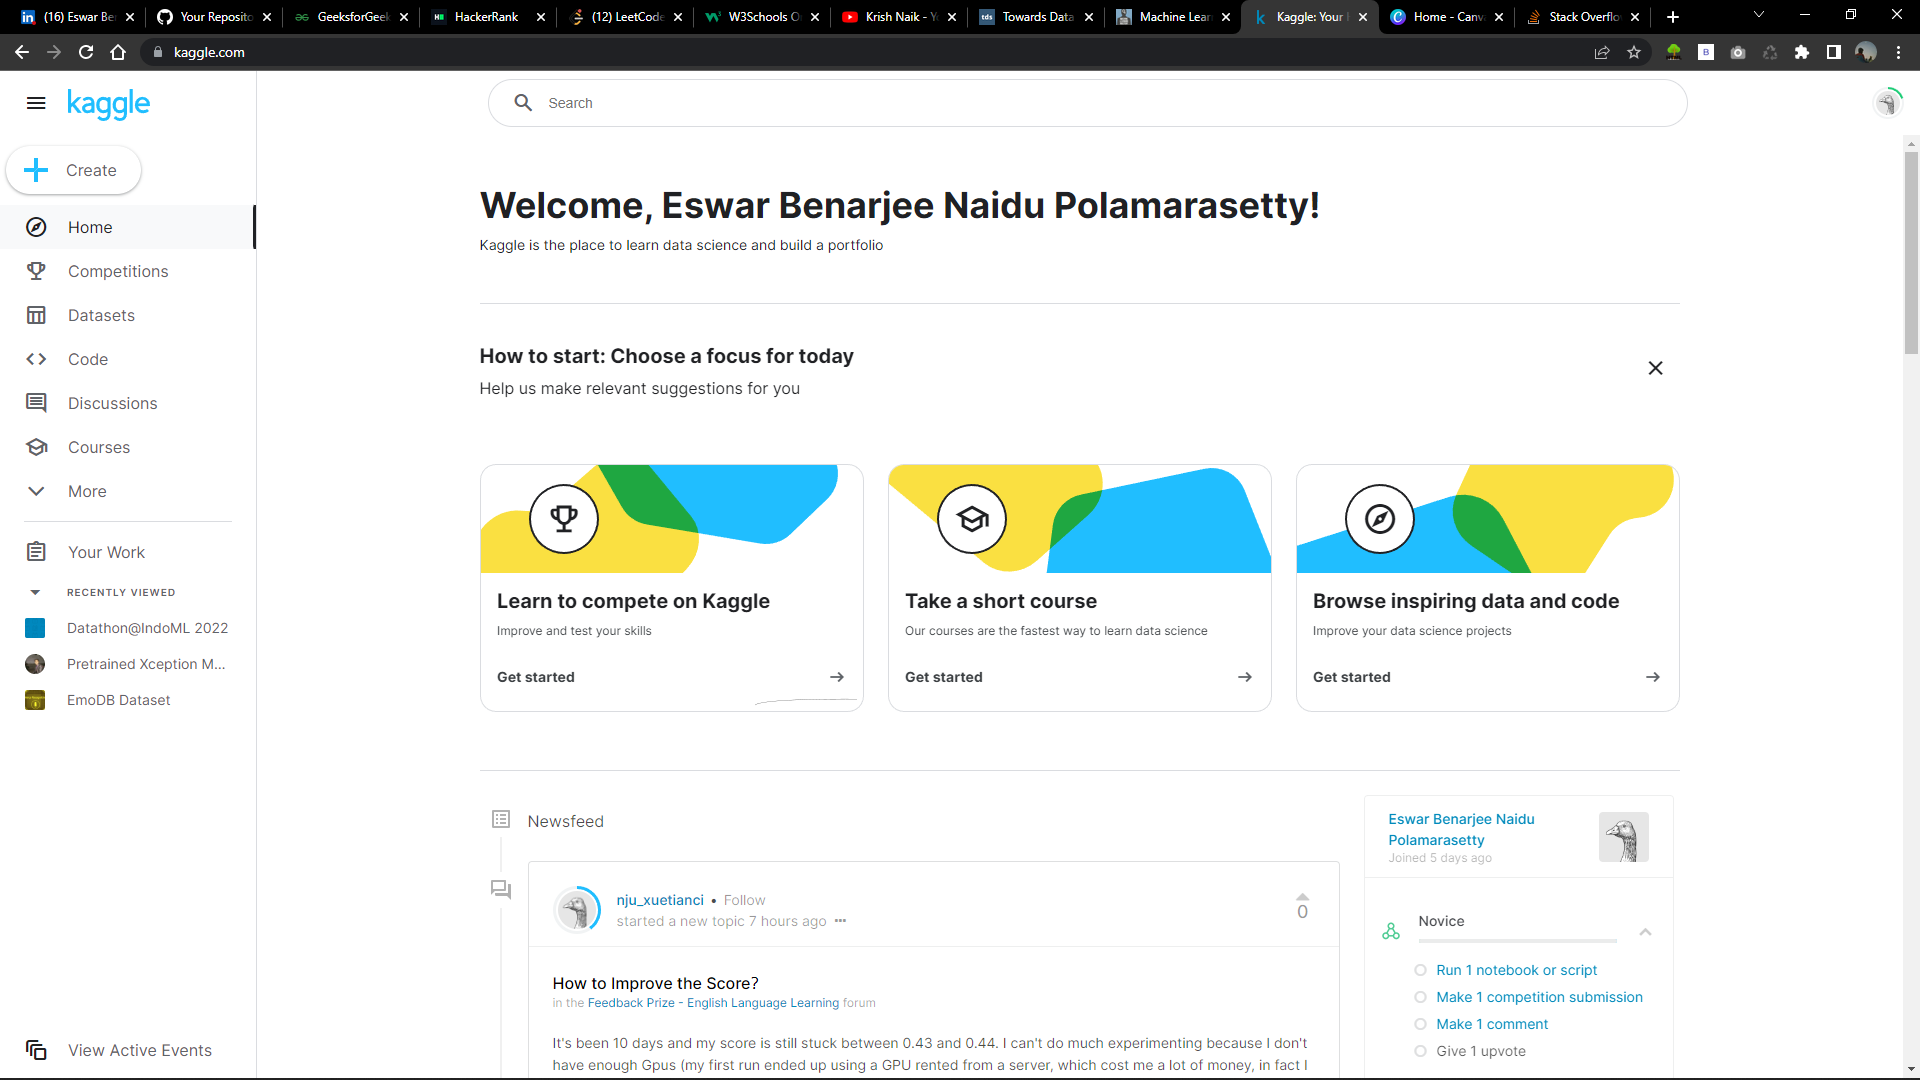 (16) Eswar Be
Your Reposito
GeeksforGeek
HackerRank
(12) LeetCode
W3Schools O
Krish Naik - Y
Towards Data
Machine Lear
Kaggle: Your
Home - Canv
Stack Overflo
kaggle.com
kaggle
Search
Create
Home
Competitions
Datasets
Code
Discussions
Courses
More
Your Work
RECENTLY VIEWED
Datathon@IndoML 2022
Pretrained Xception M...
EmoDB Dataset
View Active Events
Welcome, Eswar Benarjee Naidu Polamarasetty!
Kaggle is the place to learn data science and build a portfolio
How to start: Choose a focus for today
Help us make relevant suggestions for you
Learn to compete on Kaggle
Improve and test your skills
Get started
Take a short course
Our courses are the fastest way to learn data science
Get started
Browse inspiring data and code
Improve your data science projects
Get started
Newsfeed
nju_xuetianci • Follow
started a new topic 7 hours ago
0
How to Improve the Score?
in the Feedback Prize - English Language Learning forum
It's been 10 days and my score is still stuck between 0.43 and 0.44. I can't do much experimenting because I don't
have enough Gpus (my first run ended up using a GPU rented from a server, which cost me a lot of money, in fact I
Eswar Benarjee Naidu
Polamarasetty
Joined 5 days ago
Novice
Run 1 notebook or script
Make 1 competition submission
Make 1 comment
Give 1 upvote